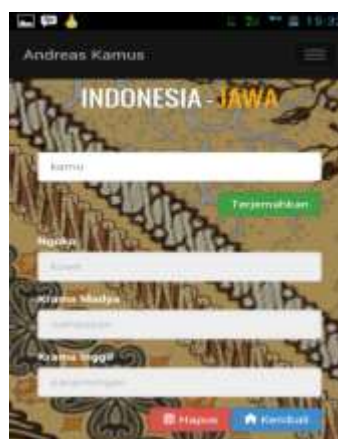 Andreas Kamus
INDONESIA - JAWA
kamu
Terjemahkan
Ngoko
Krama Madya
Krama Inggil
Hapus
Kembali